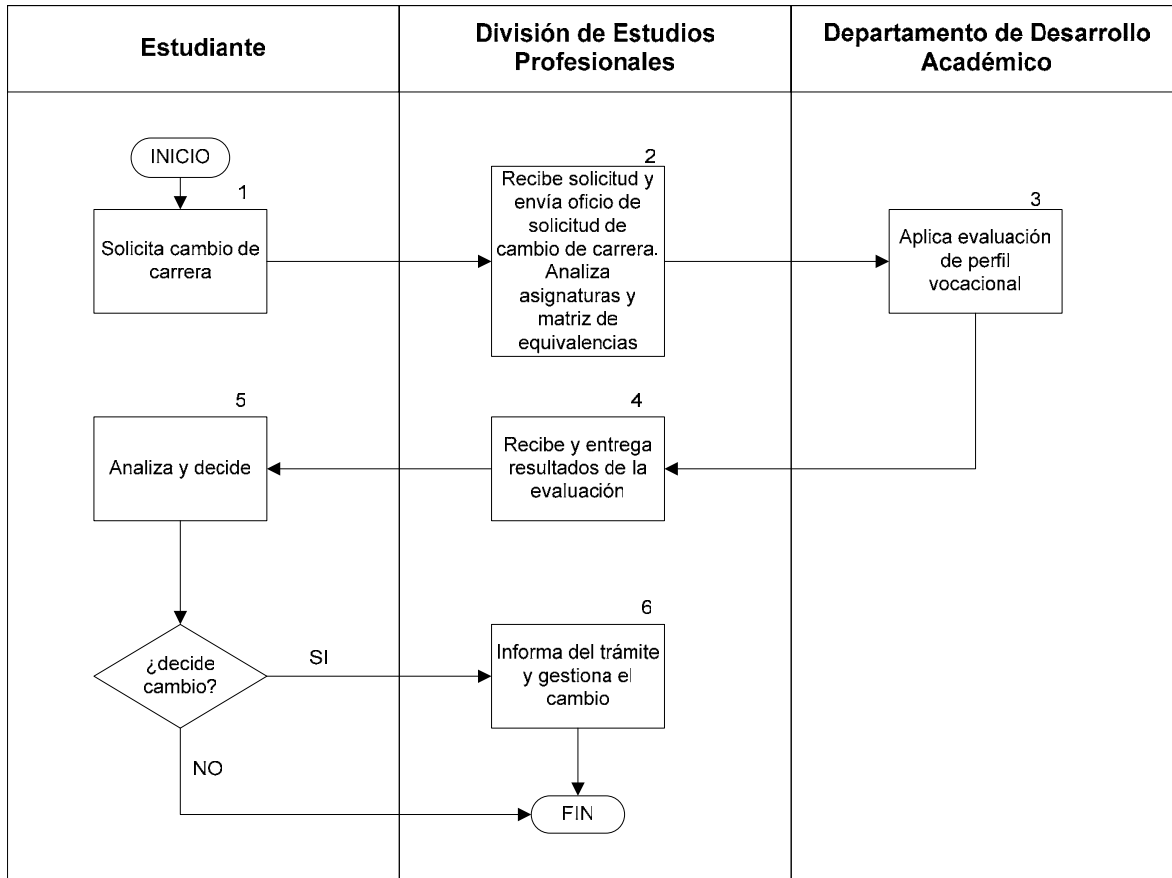 Estudiante
División de Estudios
Profesionales
Departamento de Desarrollo
Académico
INICIO
1
Solicita cambio de
carrera
2
Recibe solicitud y
envía oficio de
solicitud de
cambio de carrera.
Analiza
asignaturas y
matriz de
equivalencias
3
Aplica evaluación
de perfil
vocacional
5
Analiza y decide
4
Recibe y entrega
resultados de la
evaluación
¿decide
cambio?
SI
NO
6
Informa del trámite
y gestiona el
cambio
FIN